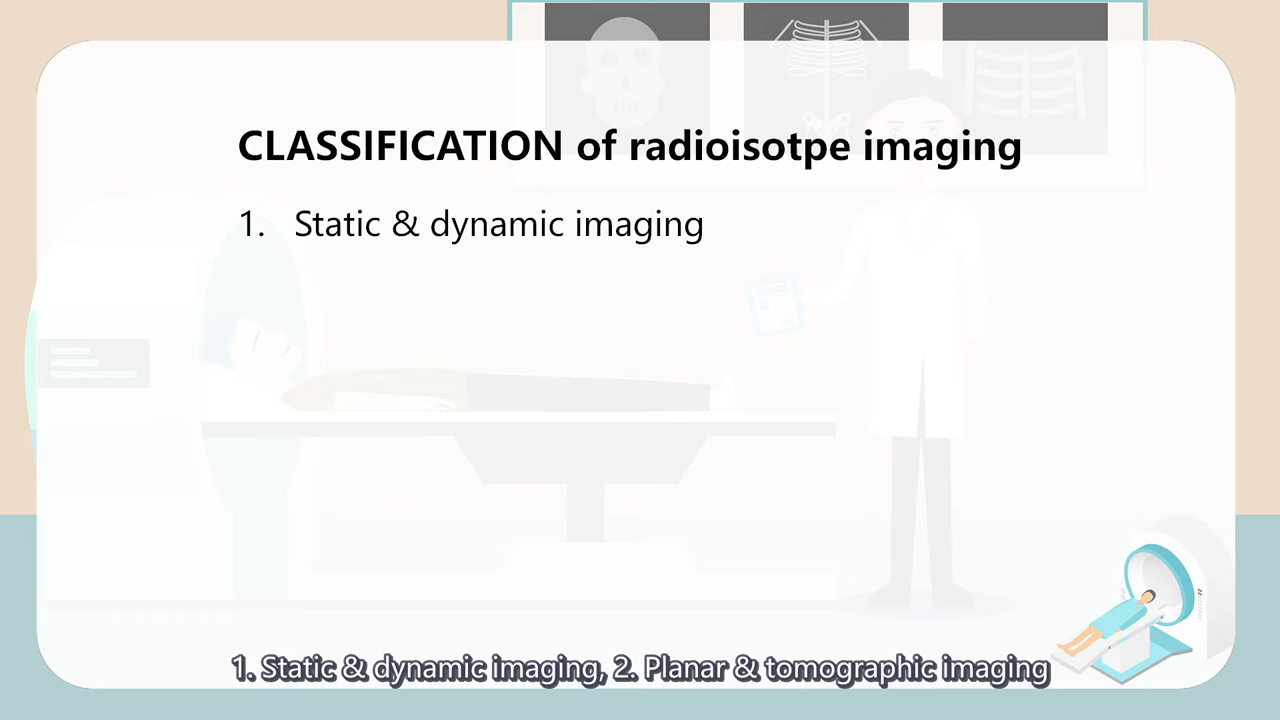 CLASSIFICATION of radioisotpe imaging
1. Static & dynamic imaging
1. Static & dynamic imaging, 2. Planar & tomographic imaging